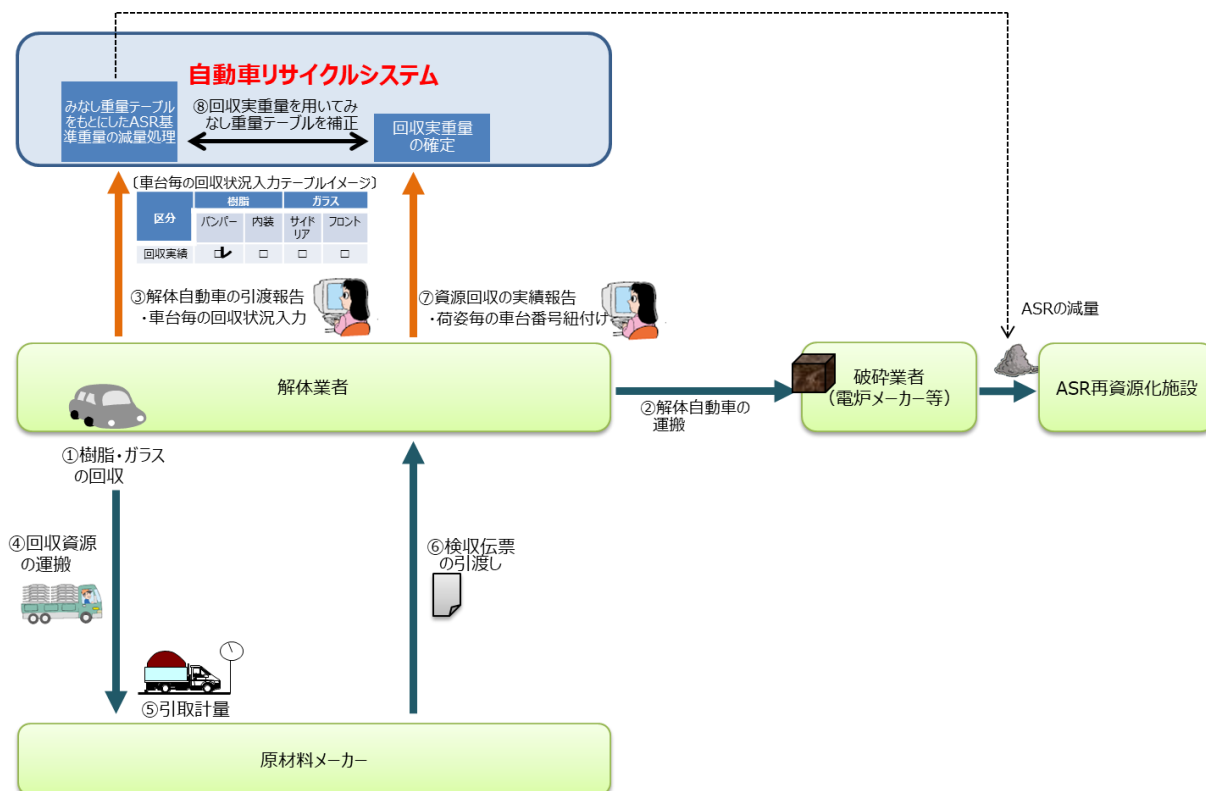 自動車リサイクルシステム
みなし重量テーブル
をもとにしたASR基
準重量の減量処理
⑧回収実重量を用いてみ
なし重量テーブルを補正
回収実重量
の確定
〔車台毎の回収状況入力テーブルイメージ〕
区分 樹脂 ガラス
バンパー 内装 サイド
リア フロント
回収実績 □ □ □ □
③解体自動車の引渡報告
・車台毎の回収状況入力
⑦資源回収の実績報告
・荷姿毎の車台番号紐付け
ASRの減量
解体業者
②解体自動車の
運搬
破砕業者
（電炉メーカー等）
ASR再資源化施設
①樹脂・ガラス
の回収
④回収資源
の運搬
⑥検収伝票
の引渡し
⑤引取計量
原材料メーカー